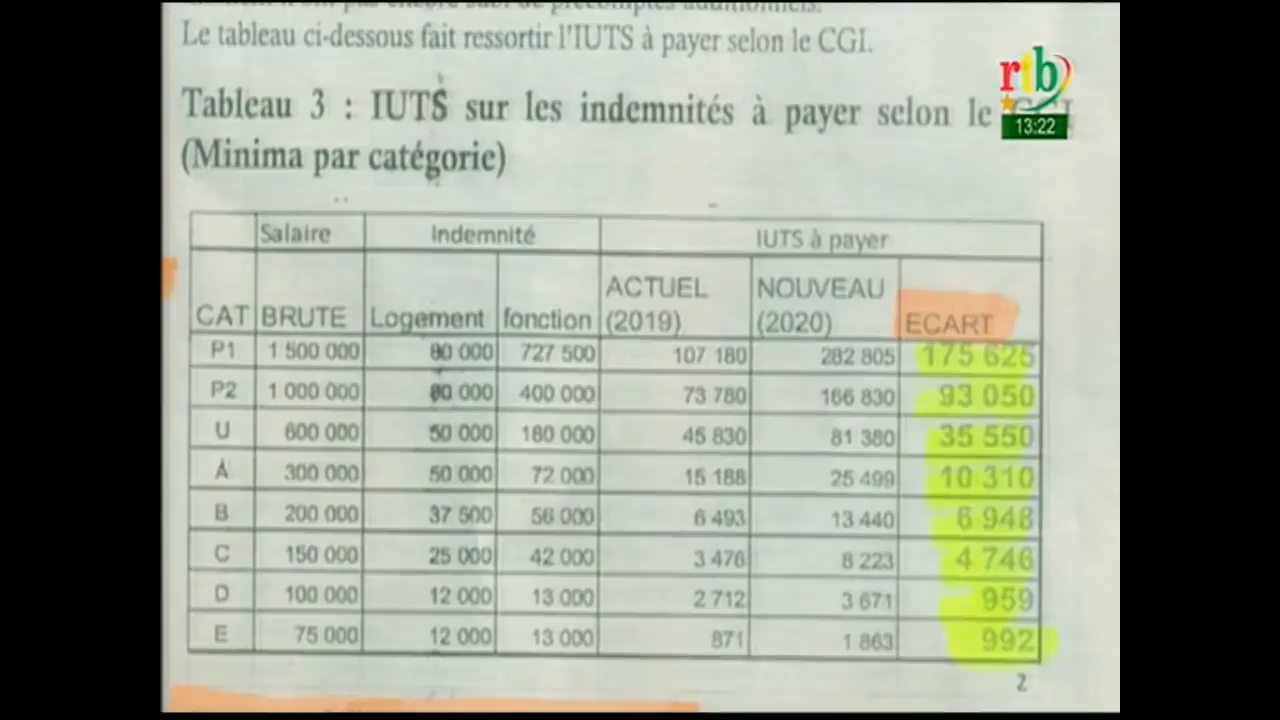 Le tableau ci-dessous fait ressortir l'IUTS à payer selon le CGI.
rtb
13:22
Tableau 3 : IUTS sur les indemnités à payer selon le CGI
(Minima par catégorie)
Salaire Indemnité IUTS à payer
CAT BRUTE Logement fonction ACTUEL (2019) NOUVEAU (2020) ECART
P1 1 500 000 80 000 727 500 107 180 282 805 175 625
P2 1 000 000 80 000 400 000 73 780 166 830 93 050
U 600 000 50 000 180 000 45 830 81 380 35 550
A 300 000 50 000 72 000 15 188 25 499 10 310
B 200 000 37 500 56 000 6 493 13 440 6 948
C 150 000 25 000 42 000 3 476 8 223 4 746
D 100 000 12 000 13 000 2 712 3 671 959
E 75 000 12 000 13 000 871 1 863 992
2